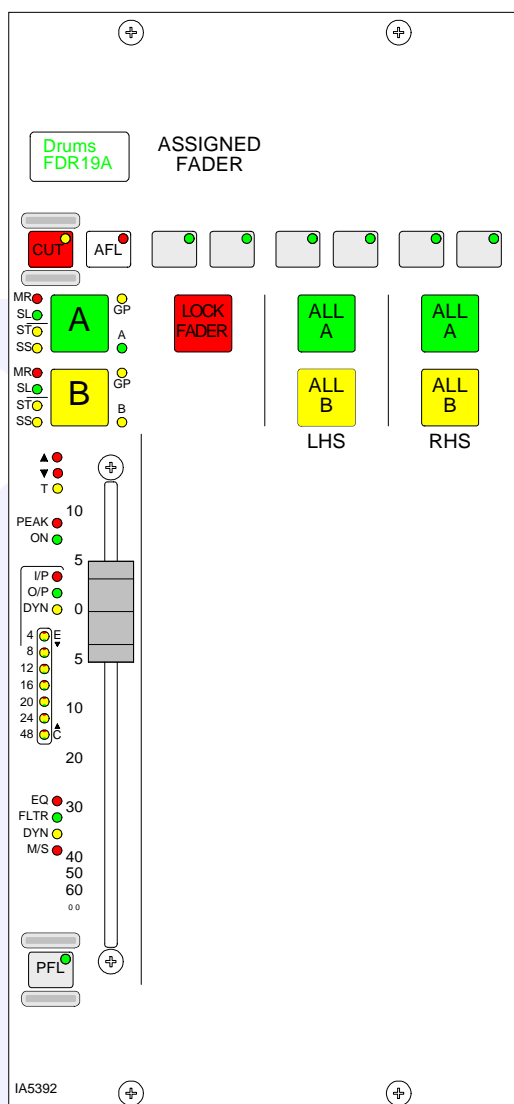 Drums
FDR19A
ASSIGNED
FADER
CUT
AFL
MR
SL
ST
SS
A
GP
A
LOCK
FADER
ALL
A
ALL
A
MR
SL
ST
SS
B
GP
B
ALL
B
ALL
B
LHS
RHS
T
10
PEAK
ON
5
I/P
O/P
DYN
0
4 E
8
12
16
20
24
48 C
5
10
20
EQ
FLTR
DYN
M/S
30
40
50
60
00
PFL
IA5392